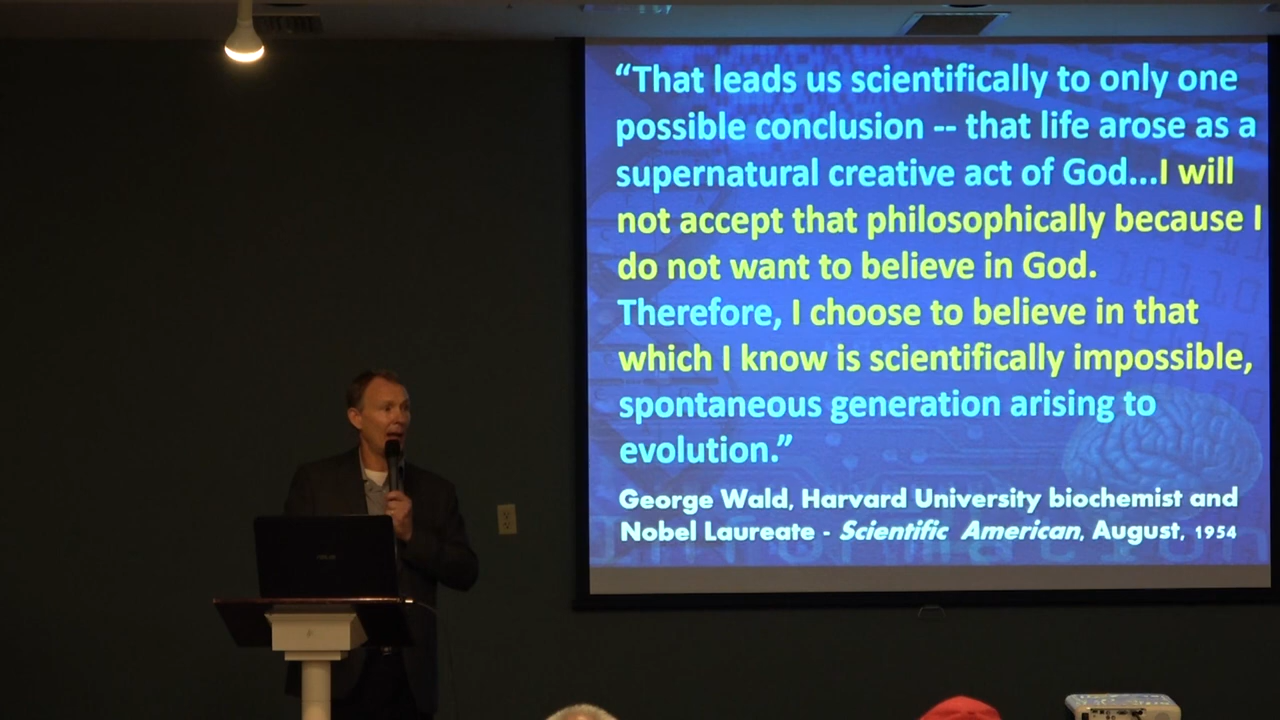 “That leads us scientifically to only one
possible conclusion -- that life arose as a
supernatural creative act of God...I will
not accept that philosophically because I
do not want to believe in God.
Therefore, I choose to believe in that
which I know is scientifically impossible,
spontaneous generation arising to
evolution.”
George Wald, Harvard University biochemist and
Nobel Laureate - Scientific American, August, 1954
Information